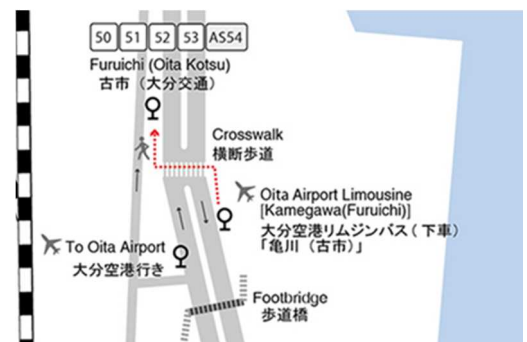 50 51 52 53 AS54
Furuichi (Oita Kotsu)
古市（大分交通）
Crosswalk
横断歩道
Oita Airport Limousine
[Kamegawa(Furuichi)]
大分空港リムジンバス(下車)
「亀川（古市）」
To Oita Airport
大分空港行き
Footbridge
歩道橋